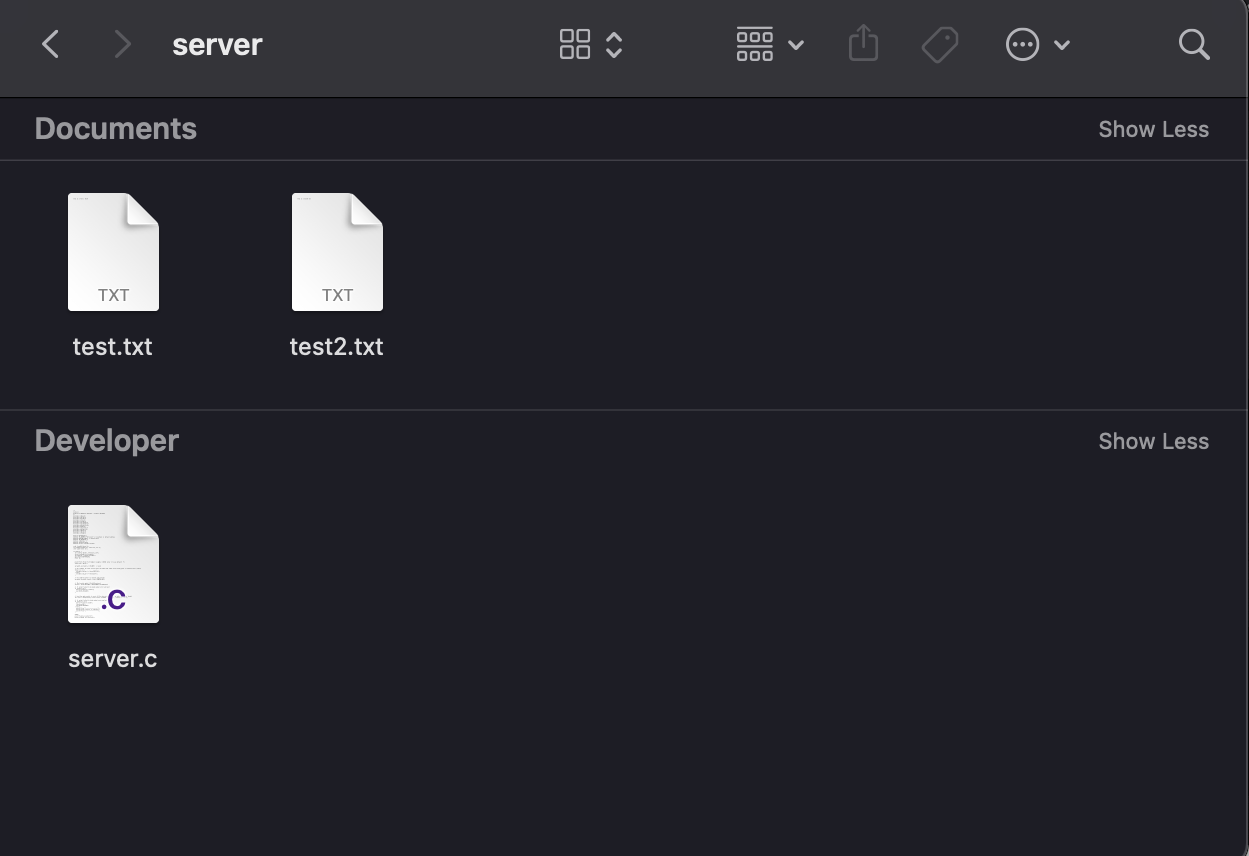 server
Documents
Show Less
TXT
TXT
test.txt
test2.txt
Developer
Show Less
.C
server.c